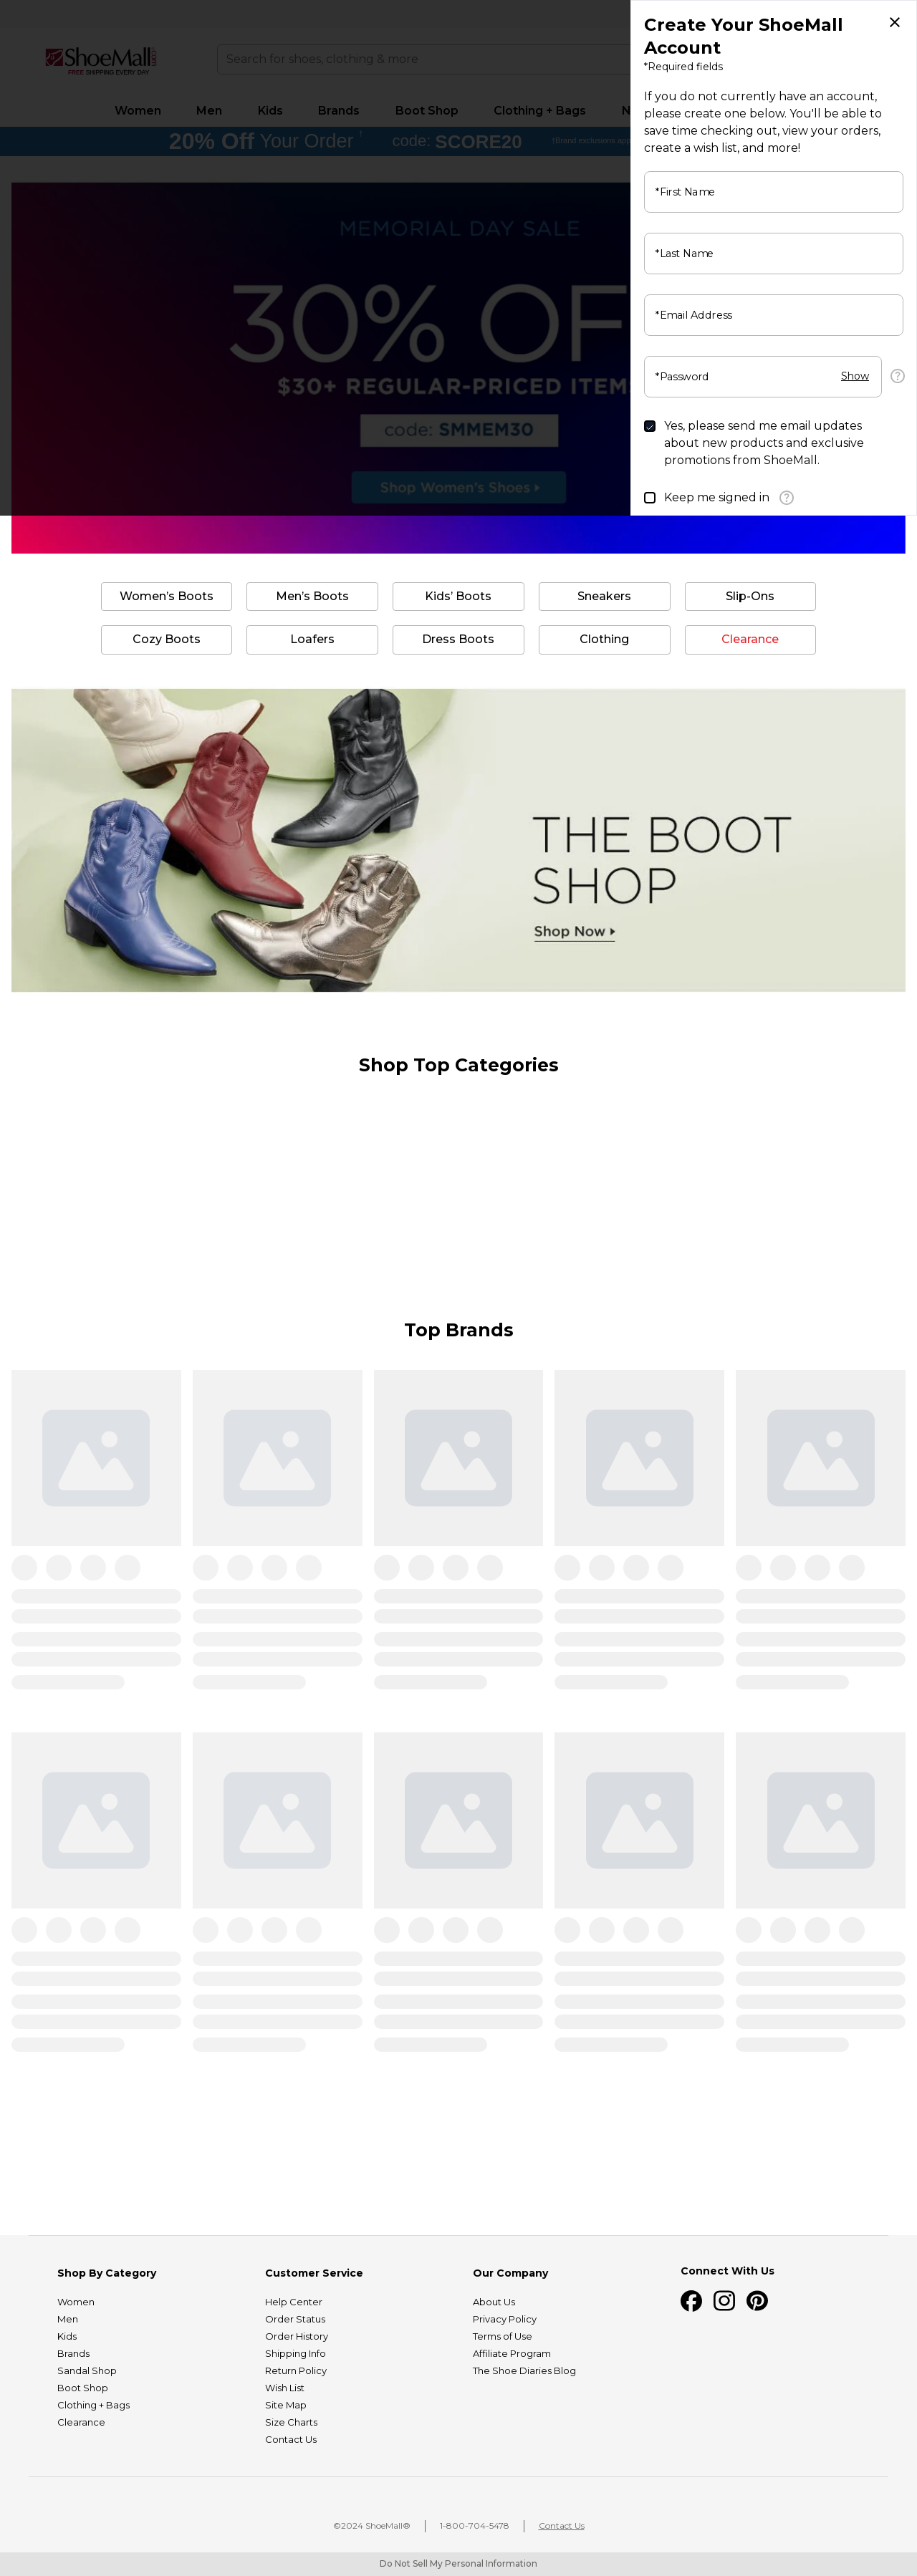 ShoeMall
FREE SHIPPING EVERY DAY
Search for shoes, clothing & more
Women Men Kids Brands Boot Shop Clothing + Bags N
20% Off Your Order † code: SCORE20
MEMORIAL DAY SALE
30% OF
$30+ REGULAR-PRICED ITEM
code: SMMEM30
Shop Women's Shoes
Create Your ShoeMall
Account
*Required fields
If you do not currently have an account,
please create one below. You'll be able to
save time checking out, view your orders,
create a wish list, and more!
*First Name
*Last Name
*Email Address
*Password Show ?
Yes, please send me email updates
about new products and exclusive
promotions from ShoeMall.
Keep me signed in ?
Women's Boots Men's Boots Kids' Boots Sneakers Slip-Ons
Cozy Boots Loafers Dress Boots Clothing Clearance
THE BOOT
SHOP
Shop Now
Shop Top Categories
Top Brands
Shop By Category
Women
Men
Kids
Brands
Sandal Shop
Boot Shop
Clothing + Bags
Clearance
Customer Service
Help Center
Order Status
Order History
Shipping Info
Return Policy
Wish List
Site Map
Size Charts
Contact Us
Our Company
About Us
Privacy Policy
Terms of Use
Affiliate Program
The Shoe Diaries Blog
Connect With Us
©2024 ShoeMall® 1-800-704-5478 Contact Us
Do Not Sell My Personal Information